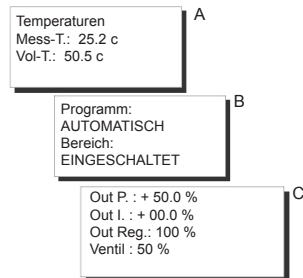 A
Temperaturen
Mess-T.: 25.2 c
Vol-T.: 50.5 c
B
Programm:
AUTOMATISCH
Bereich:
EINGESCHALTET
C
Out P. : + 50.0 %
Out I. : + 00.0 %
Out Reg.: 100 %
Ventil : 50 %